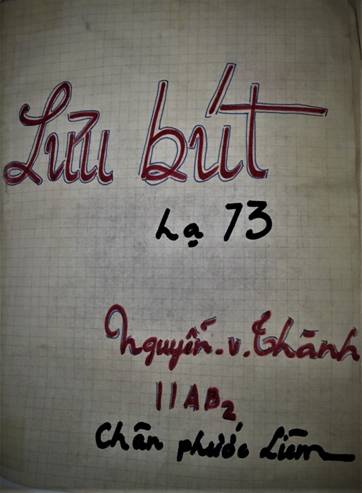 Lưu bút
Hạ 73
Nguyễn.v.Thành
11AB2
Chân phước Liêm